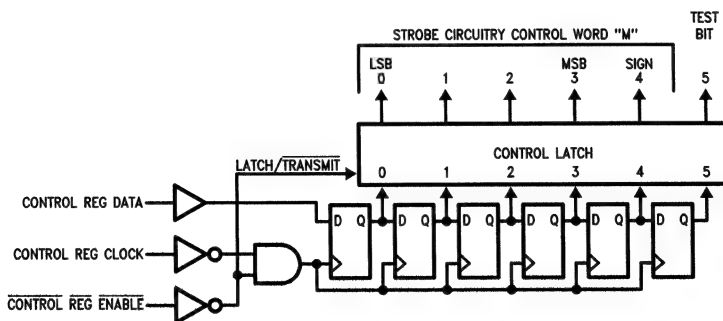 STROBE CIRCUITRY CONTROL WORD "M"
TEST
BIT
LSB MSB SIGN
0 1 2 3 4 5
CONTROL LATCH
0 1 2 3 4 5
LATCH/TRANSMIT
CONTROL REG DATA
D Q D Q D Q D Q D Q D Q
CONTROL REG CLOCK
CONTROL REG ENABLE